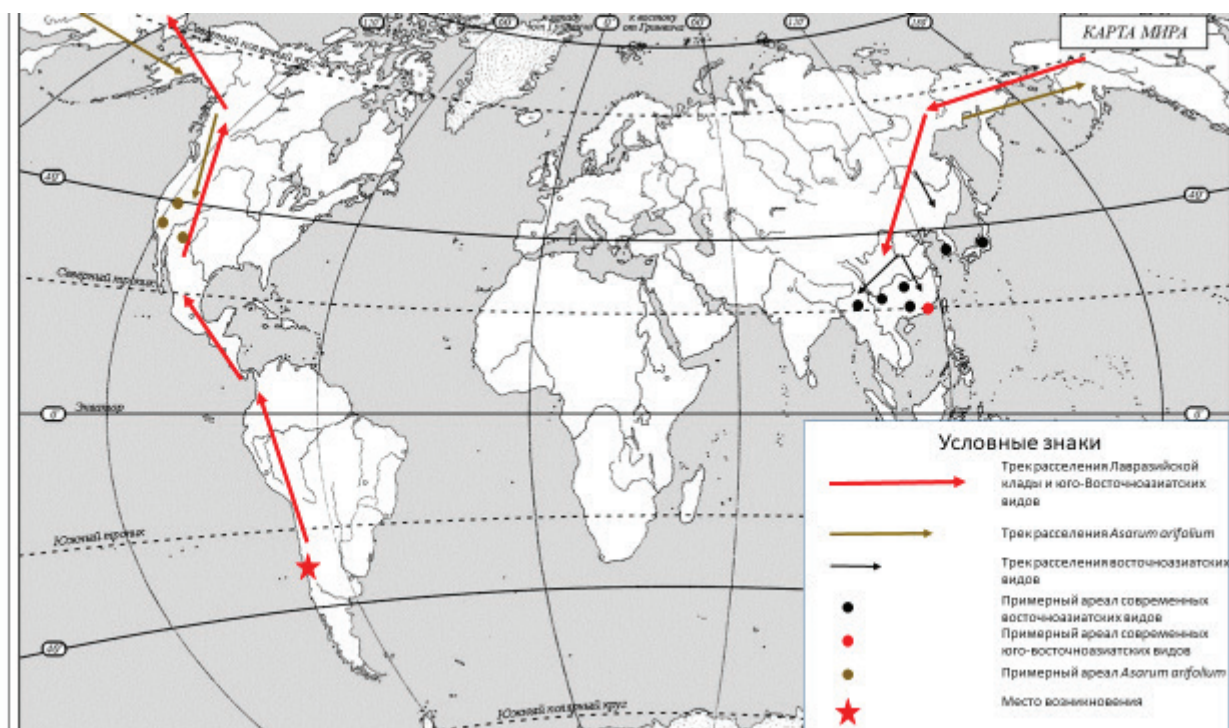 120°
60°
к западу
от Гринвича
0°
к востоку
от Гринвича
60°
120°
180°
КАРТА МИРА
40°
40°
Северный тропик
0°
Экватор
0°
Южный тропик
40°
Южный полярный круг
Условные знаки
Трек расселения Лавразийской
клады и юго-Восточноазиатских
видов
Трек расселения Asarum arifolium
Трек расселения восточноазиатских
видов
Примерный ареал современных
восточноазиатских видов
Примерный ареал современных
юго-восточноазиатских видов
Примерный ареал Asarum arifolium
Место возникновения